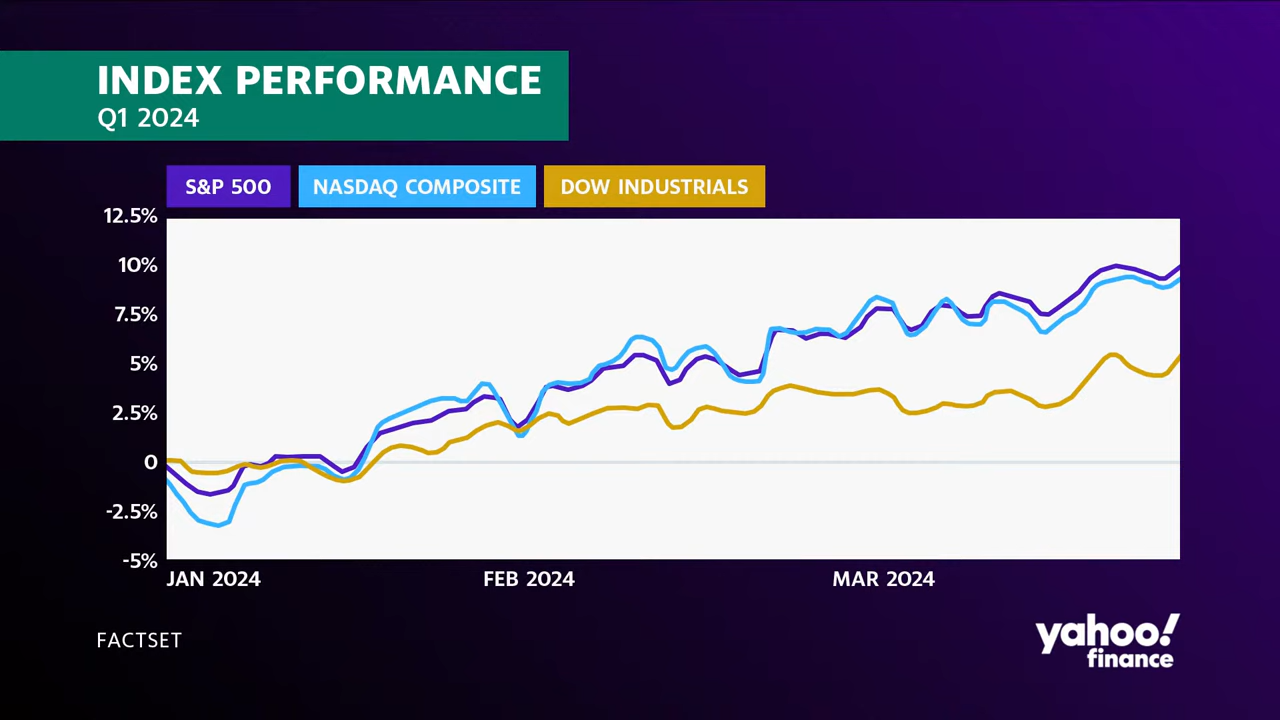 INDEX PERFORMANCE
Q1 2024
S&P 500 NASDAQ COMPOSITE DOW INDUSTRIALS
12.5%
10%
7.5%
5%
2.5%
0
-2.5%
-5%
JAN 2024 FEB 2024 MAR 2024
FACTSET
yahoo!
finance